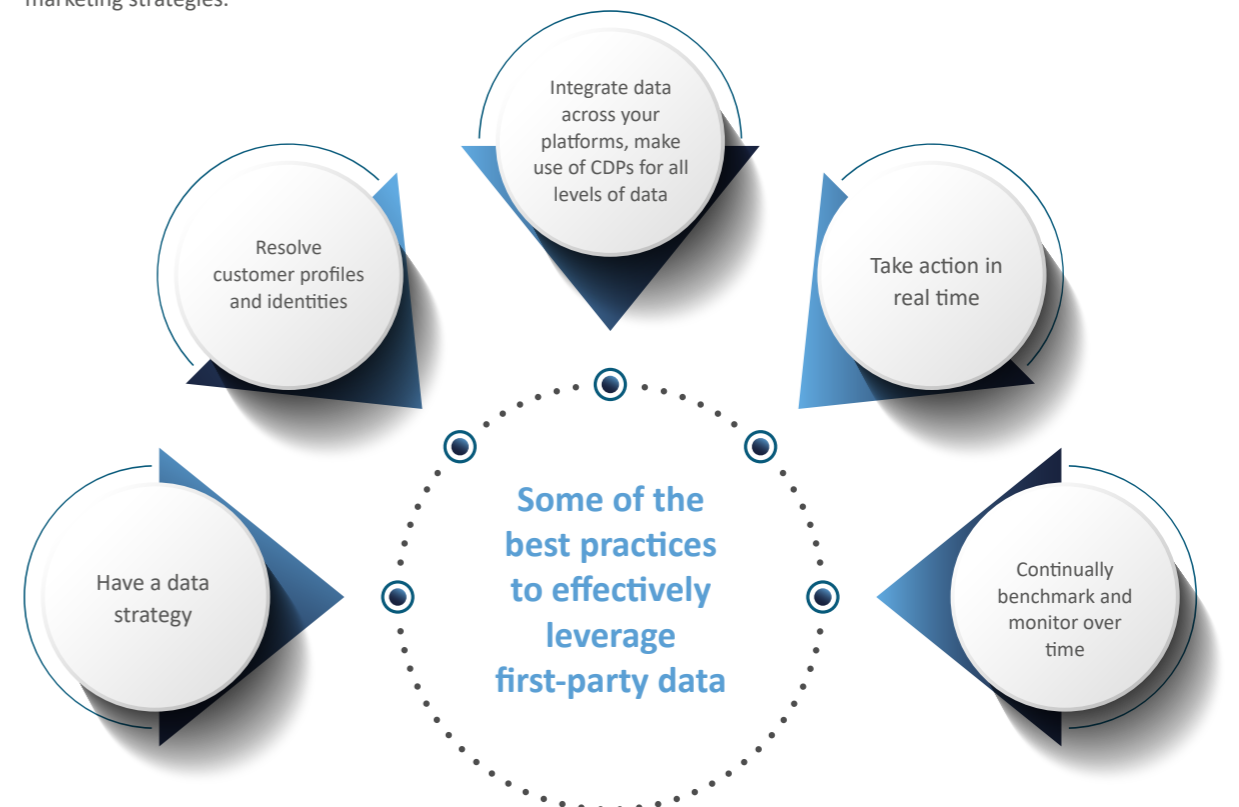 marketing strategies.
Integrate data
across your
platforms, make
use of CDPs for all
levels of data
Resolve
customer profiles
and identities
Take action in
real time
Have a data
strategy
Some of the
best practices
to effectively
leverage
first-party data
Continually
benchmark and
monitor over
time